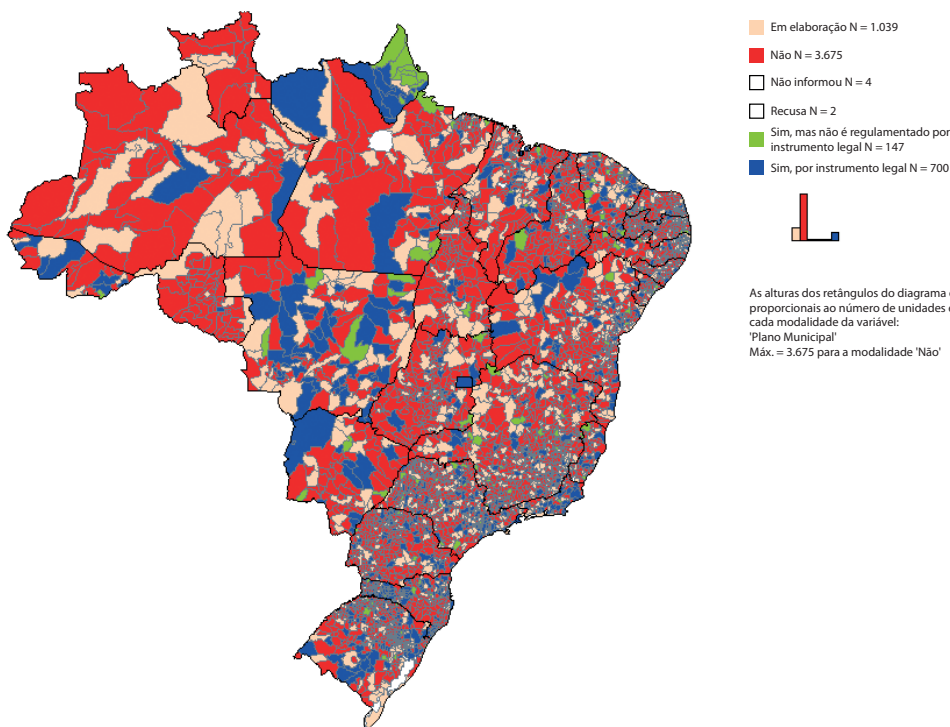 Em elaboração N = 1.039
Não N = 3.675
Não informou N = 4
Recusa N = 2
Sim, mas não é regulamentado por
instrumento legal N = 147
Sim, por instrumento legal N = 700
As alturas dos retângulos do diagrama
proporcionais ao número de unidades
cada modalidade da variável:
'Plano Municipal'
Máx. = 3.675 para a modalidade 'Não'